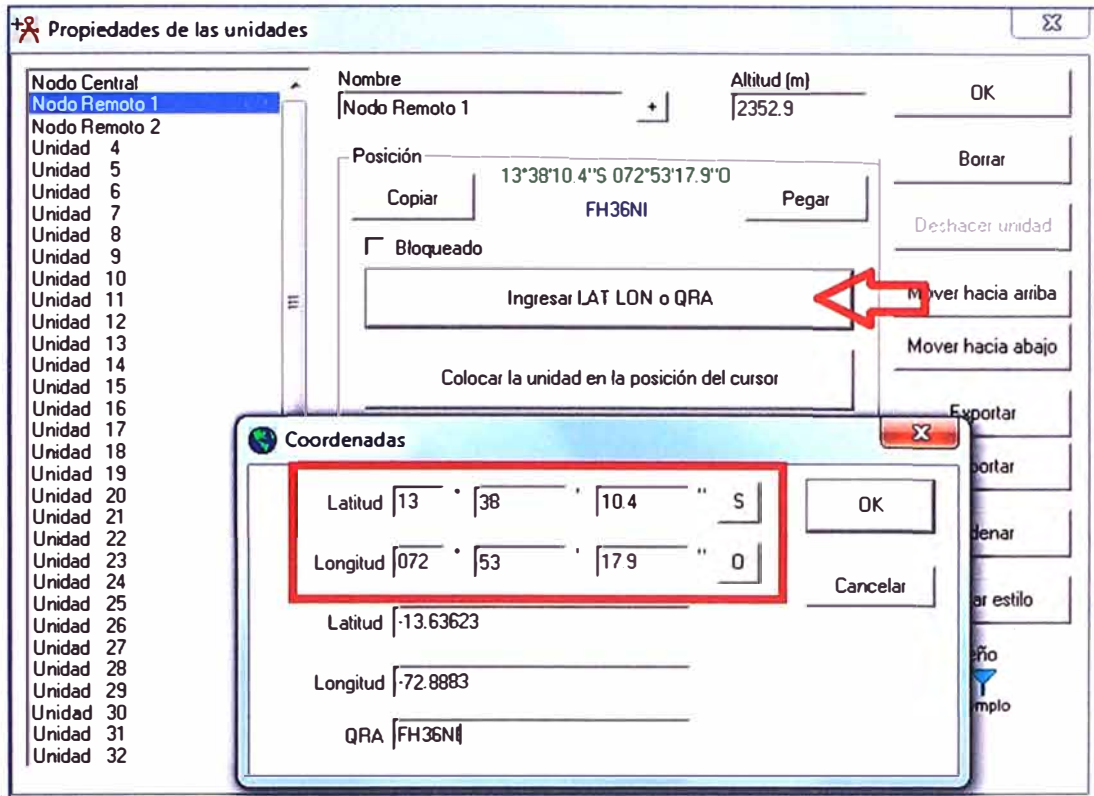 Propiedades de las unidades
Nodo Central
Nodo Remoto 1
Nodo Remoto 2
Unidad 4
Unidad 5
Unidad 6
Unidad 7
Unidad 8
Unidad 9
Unidad 10
Unidad 11
Unidad 12
Unidad 13
Unidad 14
Unidad 15
Unidad 16
Unidad 17
Unidad 18
Unidad 19
Unidad 20
Unidad 21
Unidad 22
Unidad 23
Unidad 24
Unidad 25
Unidad 26
Unidad 27
Unidad 28
Unidad 29
Unidad 30
Unidad 31
Unidad 32
Nombre
Nodo Remoto 1
+
Altitud (m)
2352.9
Posición
Copiar
13°38'10.4''S 072°53'17.9''O
FH36NI
Pegar
Bloqueado
Ingresar LAT LON o QRA
Colocar la unidad en la posición del cursor
OK
Borrar
Deshacer unidad
Mover hacia arriba
Mover hacia abajo
Exportar
portar
denar
ar estilo
eño
mplo
Coordenadas
Latitud 13 ° 38 ' 10.4 '' S
Longitud 072 ° 53 ' 17.9 '' O
Latitud -13.63623
Longitud -72.8883
QRA FH36NI
OK
Cancelar